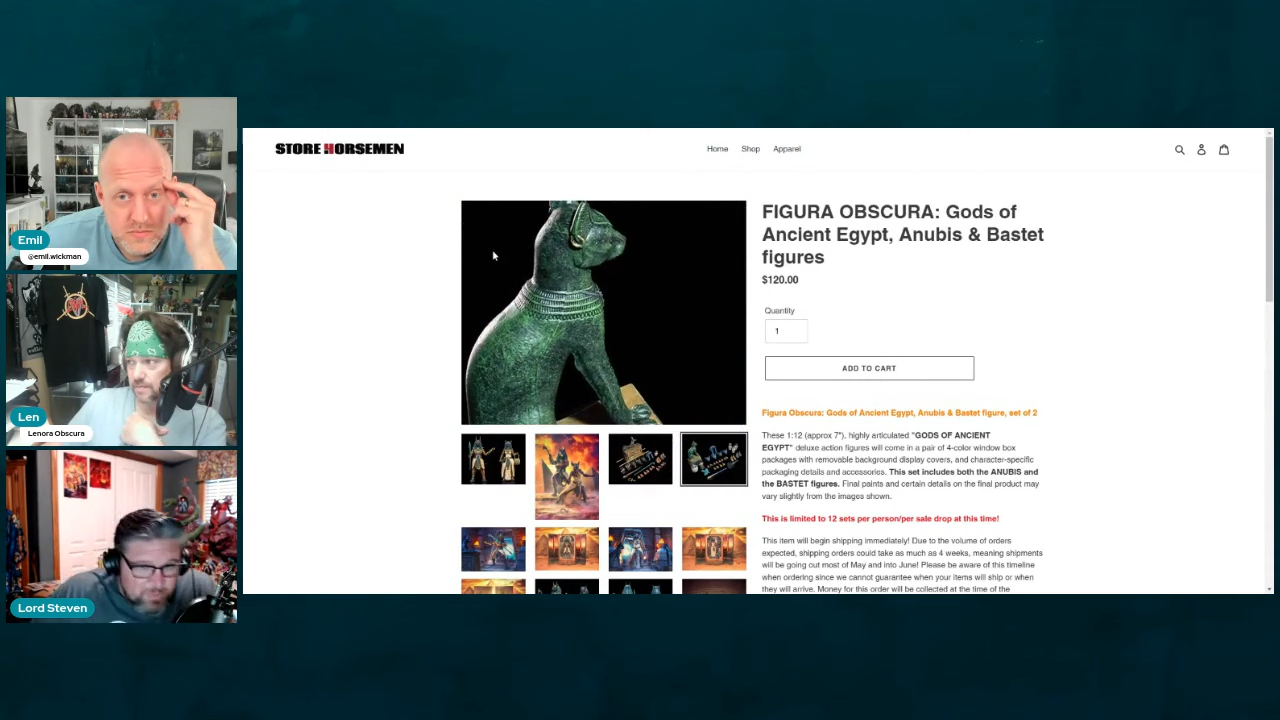 Emil
@emil.wickman
Len
Lenora Obscura
Lord Steven
STORE HORSEMEN
Home Shop Apparel
FIGURA OBSCURA: Gods of
Ancient Egypt, Anubis & Bastet
figures
$120.00
Quantity
1
ADD TO CART
Figura Obscura: Gods of Ancient Egypt, Anubis & Bastet figure, set of 2
These 1:12 (approx 7"), highly articulated "GODS OF ANCIENT
EGYPT" deluxe action figures will come in a pair of 4-color window box
packages with removable background display covers, and character-specific
packaging details and accessories. This set includes both the ANUBIS and
the BASTET figures. Final paints and certain details on the final product may
vary slightly from the images shown.
This is limited to 12 sets per person/per sale drop at this time!
This item will begin shipping immediately! Due to the volume of orders
expected, shipping orders could take as much as 4 weeks, meaning shipments
will be going out most of May and into June! Please be aware of this timeline
when ordering since we cannot guarantee when your items will ship or when
they will arrive. Money for this order will be collected at the time of the